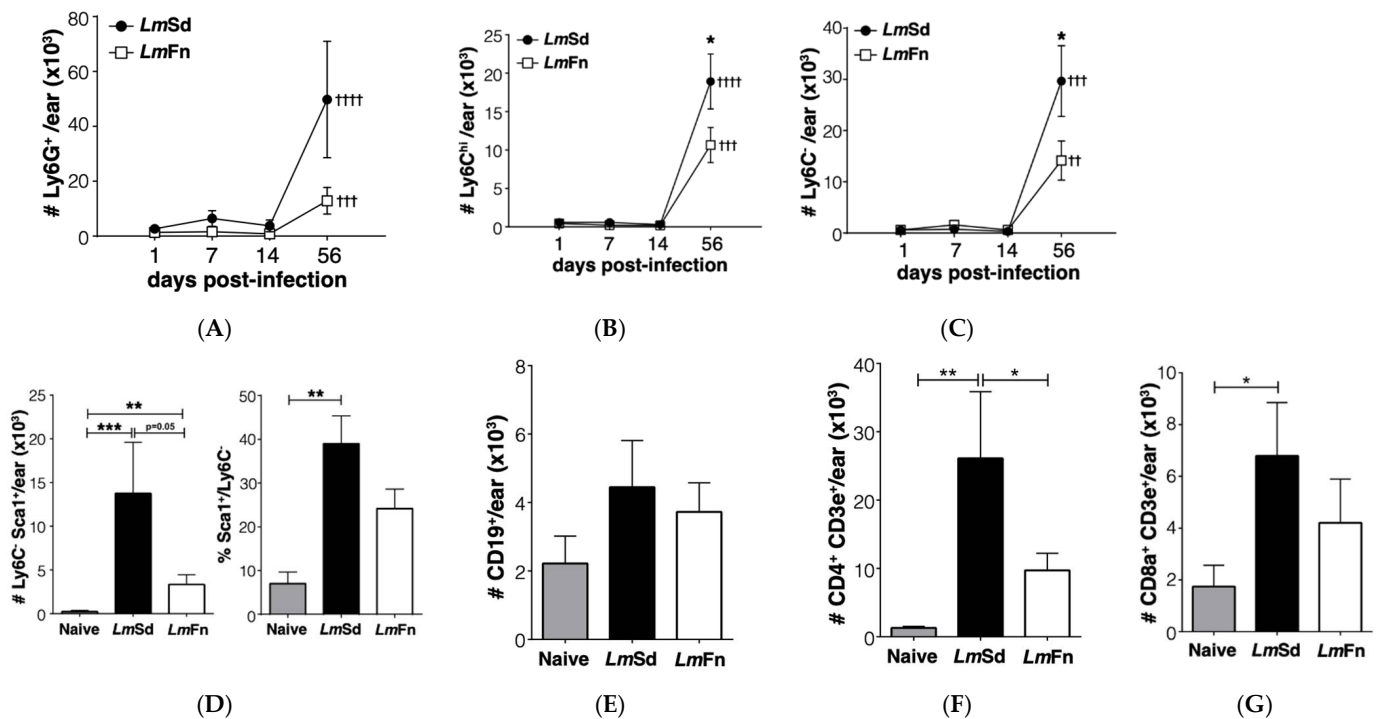 # Ly6G⁺ /ear (x10³)
80
60
40
20
0
LmSd
LmFn
††††
†††
1 7 14 56
days post-infection
(A)
# Ly6Cʰⁱ /ear (x10³)
25
20
15
10
5
0
LmSd
LmFn
*
††††
†††
1 7 14 56
days post-infection
(B)
# Ly6C⁻ /ear (x10³)
40
30
20
10
0
LmSd
LmFn
*
†††
††
1 7 14 56
days post-infection
(C)
# Ly6C⁻ Sca1⁺/ear (x10³)
25
20
15
10
5
0
**
***
p=0.05
Naive LmSd LmFn
% Sca1⁺/Ly6C⁻
50
40
30
20
10
0
**
Naive LmSd LmFn
(D)
# CD19⁺/ear (x10³)
8
6
4
2
0
Naive LmSd LmFn
(E)
# CD4⁺ CD3e⁺/ear (x10³)
40
30
20
10
0
**
*
Naive LmSd LmFn
(F)
# CD8a⁺ CD3e⁺/ear (x10³)
10
8
6
4
2
0
*
Naive LmSd LmFn
(G)